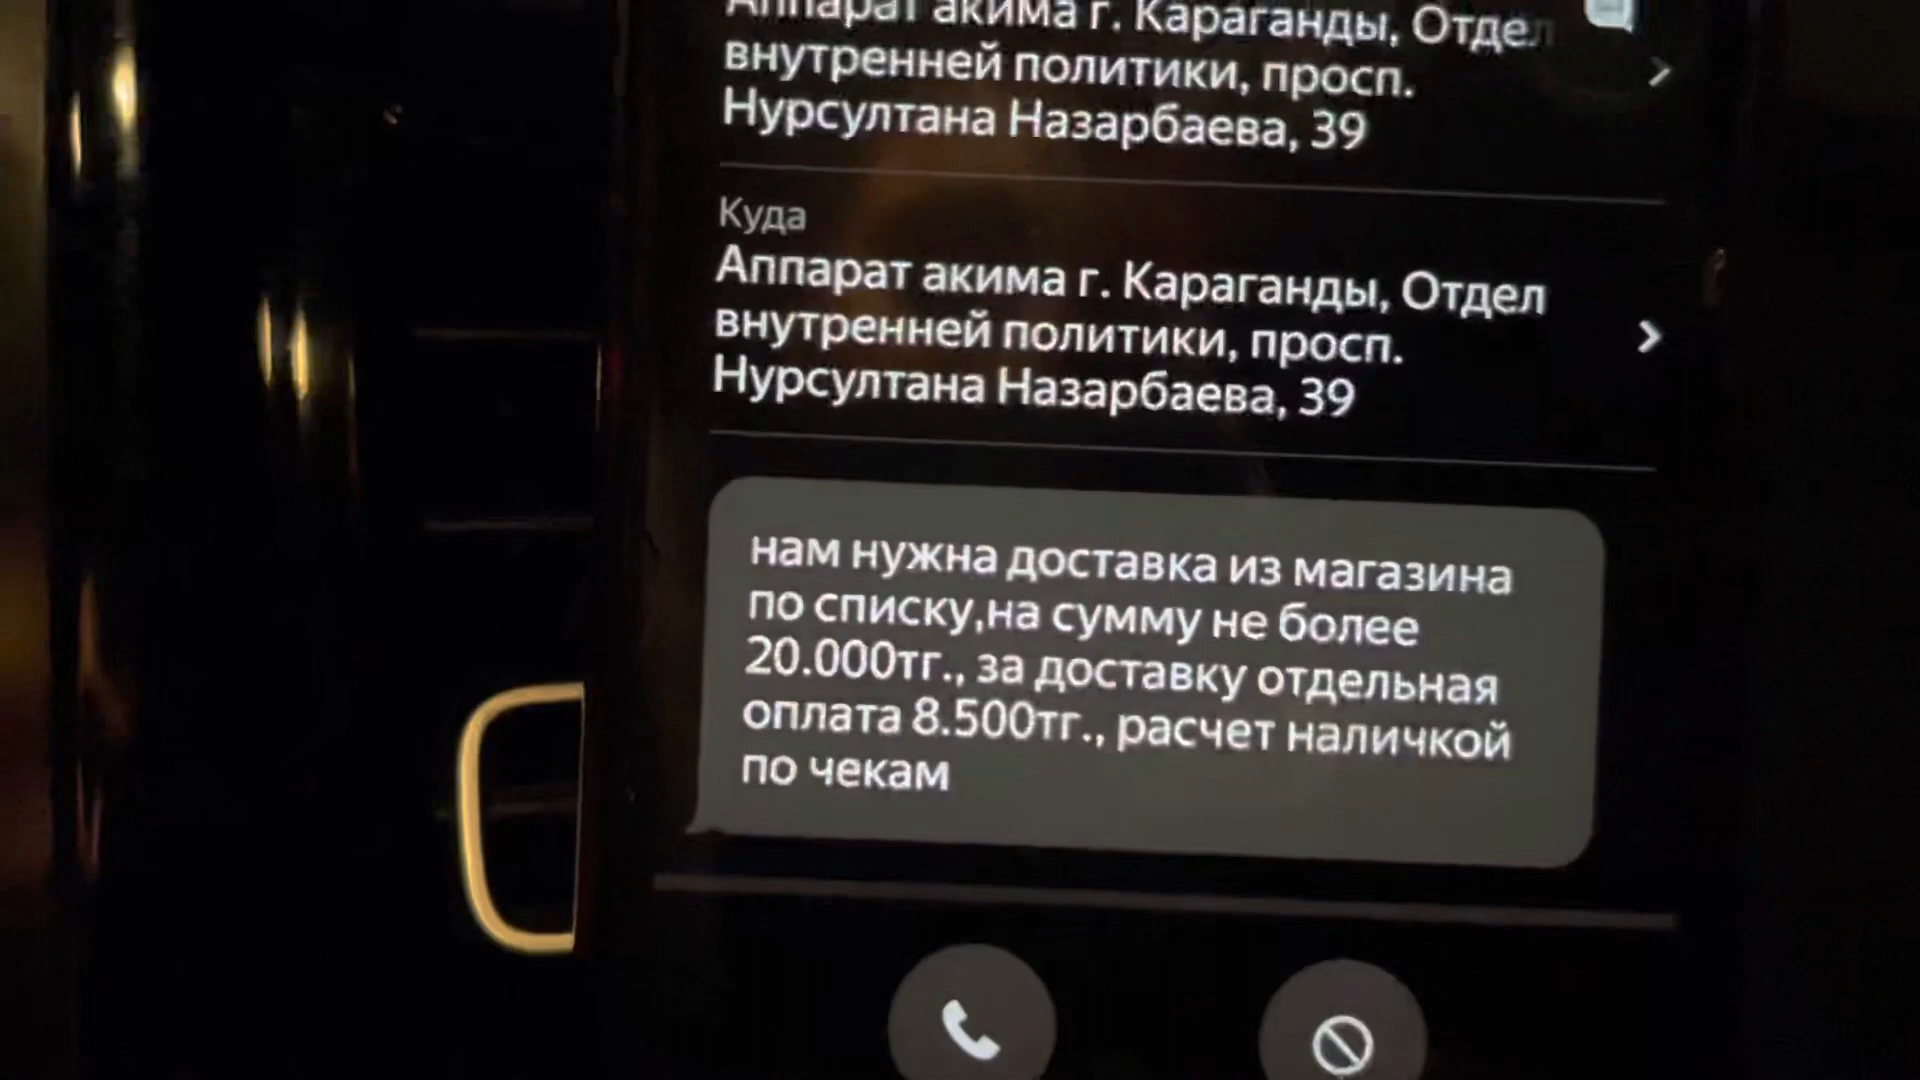 Аппарат акима г. Караганды, Отдел
внутренней политики, просп.
Нурсултана Назарбаева, 39
Куда
Аппарат акима г. Караганды, Отдел
внутренней политики, просп.
Нурсултана Назарбаева, 39
нам нужна доставка из магазина
по списку,на сумму не более
20.000тг., за доставку отдельная
оплата 8.500тг., расчет наличкой
по чекам